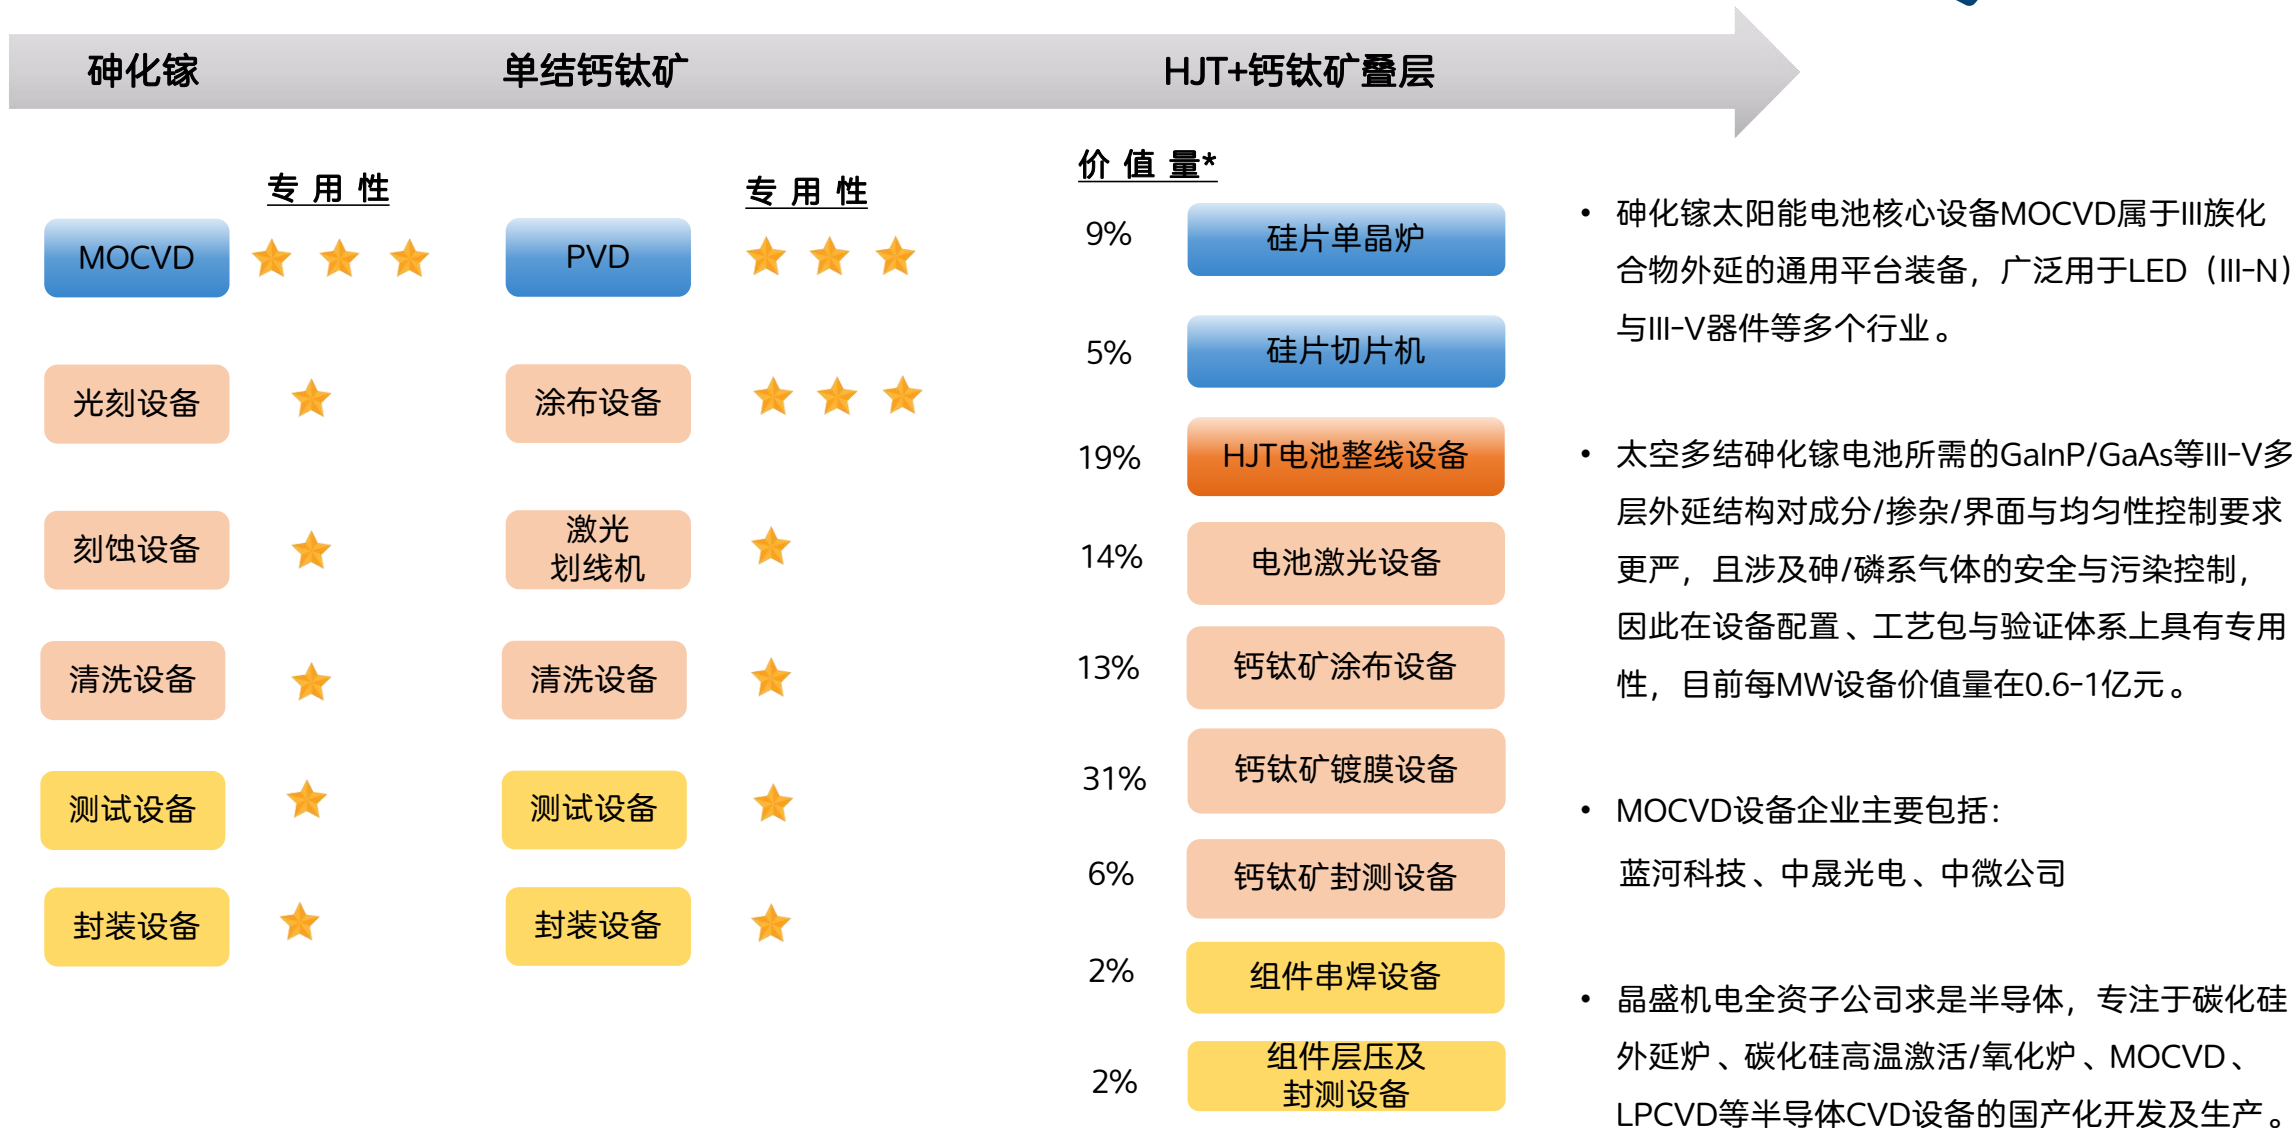 砷化镓
单结钙钛矿
HJT+钙钛矿叠层
专用性
MOCVD
光刻设备
刻蚀设备
清洗设备
测试设备
封装设备
专用性
PVD
涂布设备
激光
划线机
清洗设备
测试设备
封装设备
价值量*
9% 硅片单晶炉
5% 硅片切片机
19% HJT电池整线设备
14% 电池激光设备
13% 钙钛矿涂布设备
31% 钙钛矿镀膜设备
6% 钙钛矿封测设备
2% 组件串焊设备
2% 组件层压及
封测设备
• 砷化镓太阳能电池核心设备MOCVD属于III族化
合物外延的通用平台装备，广泛用于LED（III-N）
与III-V器件等多个行业。
• 太空多结砷化镓电池所需的GaInP/GaAs等III-V多
层外延结构对成分/掺杂/界面与均匀性控制要求
更严，且涉及砷/磷系气体的安全与污染控制，
因此在设备配置、工艺包与验证体系上具有专用
性，目前每MW设备价值量在0.6-1亿元。
• MOCVD设备企业主要包括：
蓝河科技、中晟光电、中微公司
• 晶盛机电全资子公司求是半导体，专注于碳化硅
外延炉、碳化硅高温激活/氧化炉、MOCVD、
LPCVD等半导体CVD设备的国产化开发及生产。